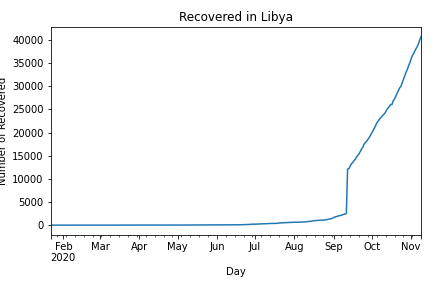 Recovered in Libya
Number of Recovered
40000
35000
30000
25000
20000
15000
10000
5000
0
Feb Mar Apr May Jun Jul Aug Sep Oct Nov
2020
Day